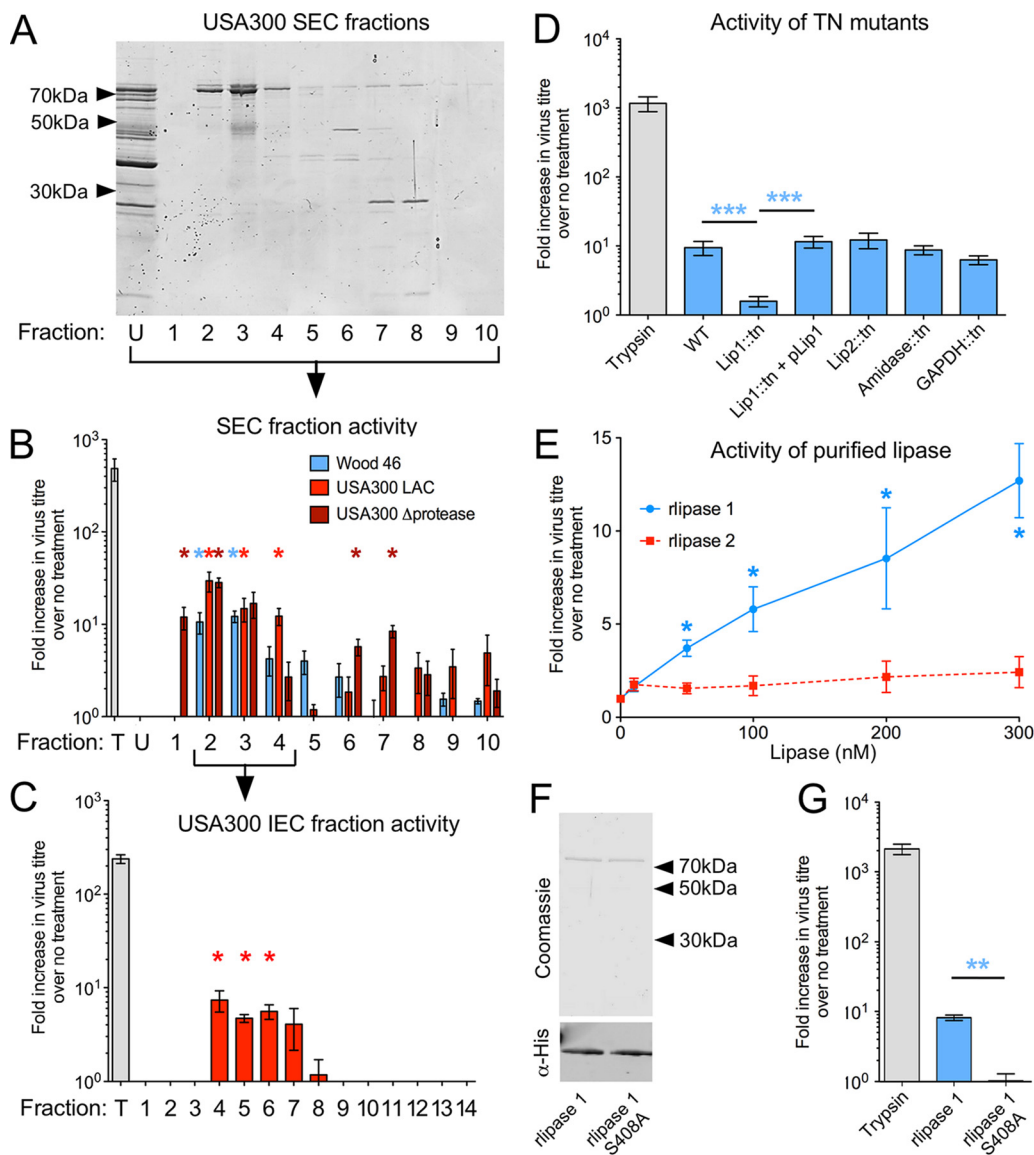 A
USA300 SEC fractions
70kDa
50kDa
30kDa
Fraction: U 1 2 3 4 5 6 7 8 9 10
B
SEC fraction activity
Fold increase in virus titre
over no treatment
10³
10²
10¹
10⁰
Wood 46
USA300 LAC
USA300 Δprotease
* * * * * * * * *
Fraction: T U 1 2 3 4 5 6 7 8 9 10
C
USA300 IEC fraction activity
Fold increase in virus titre
over no treatment
10³
10²
10¹
10⁰
* * *
Fraction: T 1 2 3 4 5 6 7 8 9 10 11 12 13 14
D
Activity of TN mutants
Fold increase in virus titre
over no treatment
10⁴
10³
10²
10¹
10⁰
*** ***
Trypsin
WT
Lip1::tn
Lip1::tn + pLip1
Lip2::tn
Amidase::tn
GAPDH::tn
E
Activity of purified lipase
Fold increase in virus titre
over no treatment
15
10
5
0
rlipase 1
rlipase 2
* * * *
0 100 200 300
Lipase (nM)
F
Coomassie
70kDa
50kDa
30kDa
α-His
rlipase 1
rlipase 1
S408A
G
Fold increase in virus titre
over no treatment
10⁴
10³
10²
10¹
10⁰
**
Trypsin
rlipase 1
rlipase 1
S408A